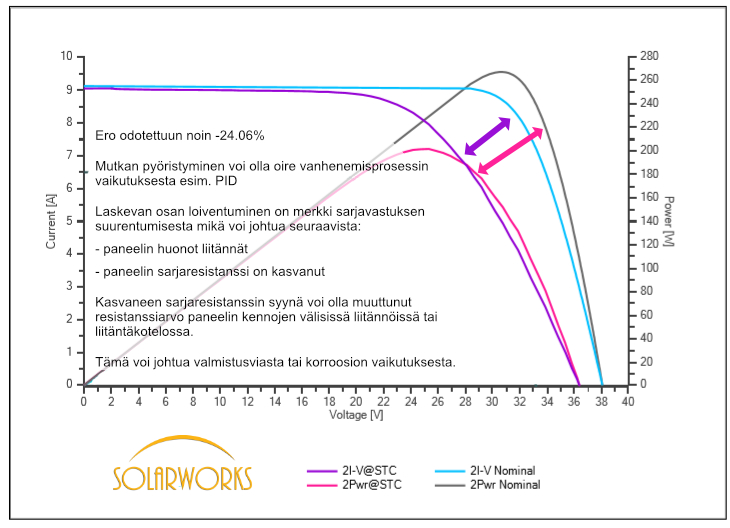 10
9
8
7
6
5
4
3
2
1
0
Current [A]
280
260
240
220
200
180
160
140
120
100
80
60
40
20
0
Power [W]
Ero odotettuun noin -24.06%
Mutkan pyöristyminen voi olla oire vanhenemisprosessin
vaikutuksesta esim. PID
Laskevan osan loiventuminen on merkki sarjavastuksen
suurentumisesta mikä voi johtua seuraavista:
- paneelin huonot liitännät
- paneelin sarjaresistanssi on kasvanut
Kasvaneen sarjaresistanssin syynä voi olla muuttunut
resistanssiarvo paneelin kennojen välisissä liitännöissä tai
liitäntäkotelossa.
Tämä voi johtua valmistusviasta tai korroosion vaikutuksesta.
0 2 4 6 8 10 12 14 16 18 20 22 24 26 28 30 32 34 36 38 40
Voltage [V]
SOLARWORKS
2I-V@STC 2I-V Nominal
2Pwr@STC 2Pwr Nominal